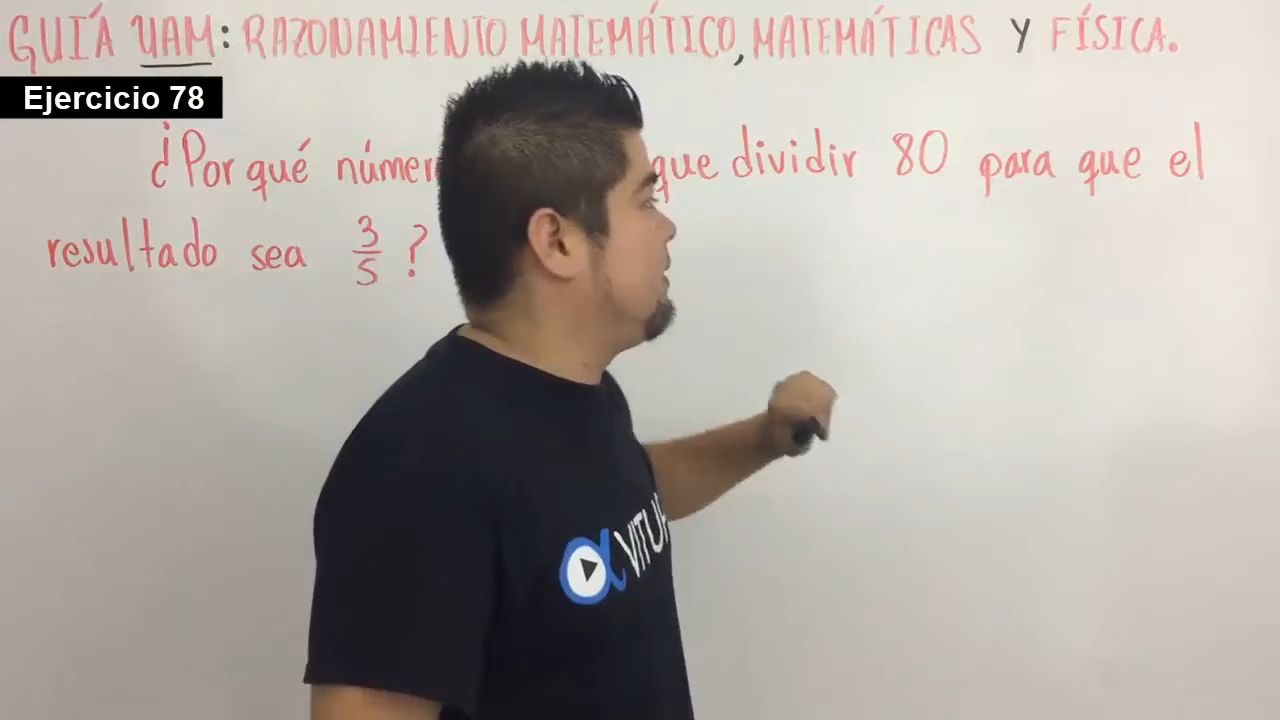 GUÍA UAM: RAZONAMIENTO MATEMÁTICO, MATEMÁTICAS Y FÍSICA.
Ejercicio 78
¿Por qué númer que dividir 80 para que el
resultado sea 3/5 ?
VITU